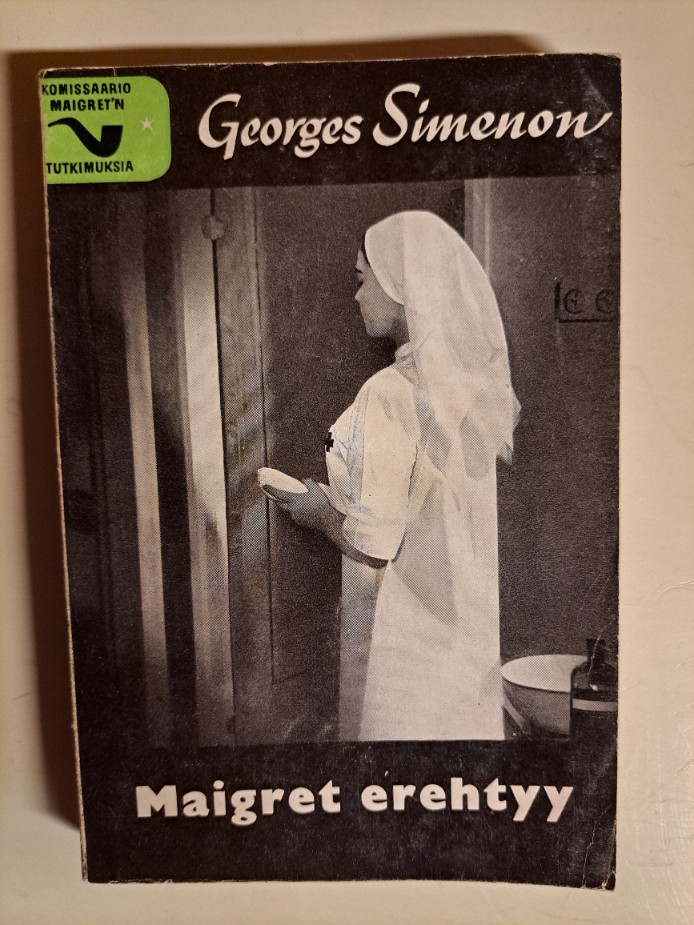 KOMISSAARIO
MAIGRET'N
TUTKIMUKSIA
Georges Simenon
Maigret erehtyy